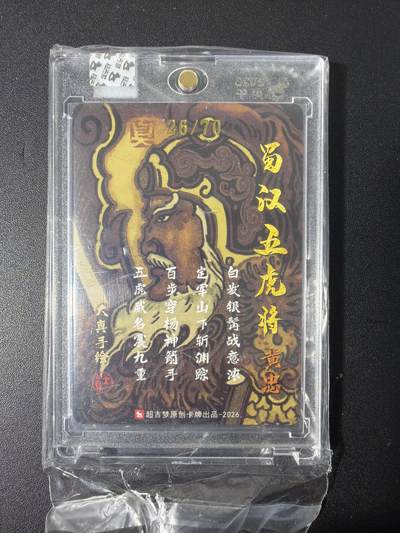 真
36/70
蜀汉五虎将
黄忠
白发银髯战意浓
定军山下斩渊踪
百步穿杨神箭手
五虎威名震九重
大真手绘
超吉梦原创卡牌出品-2026